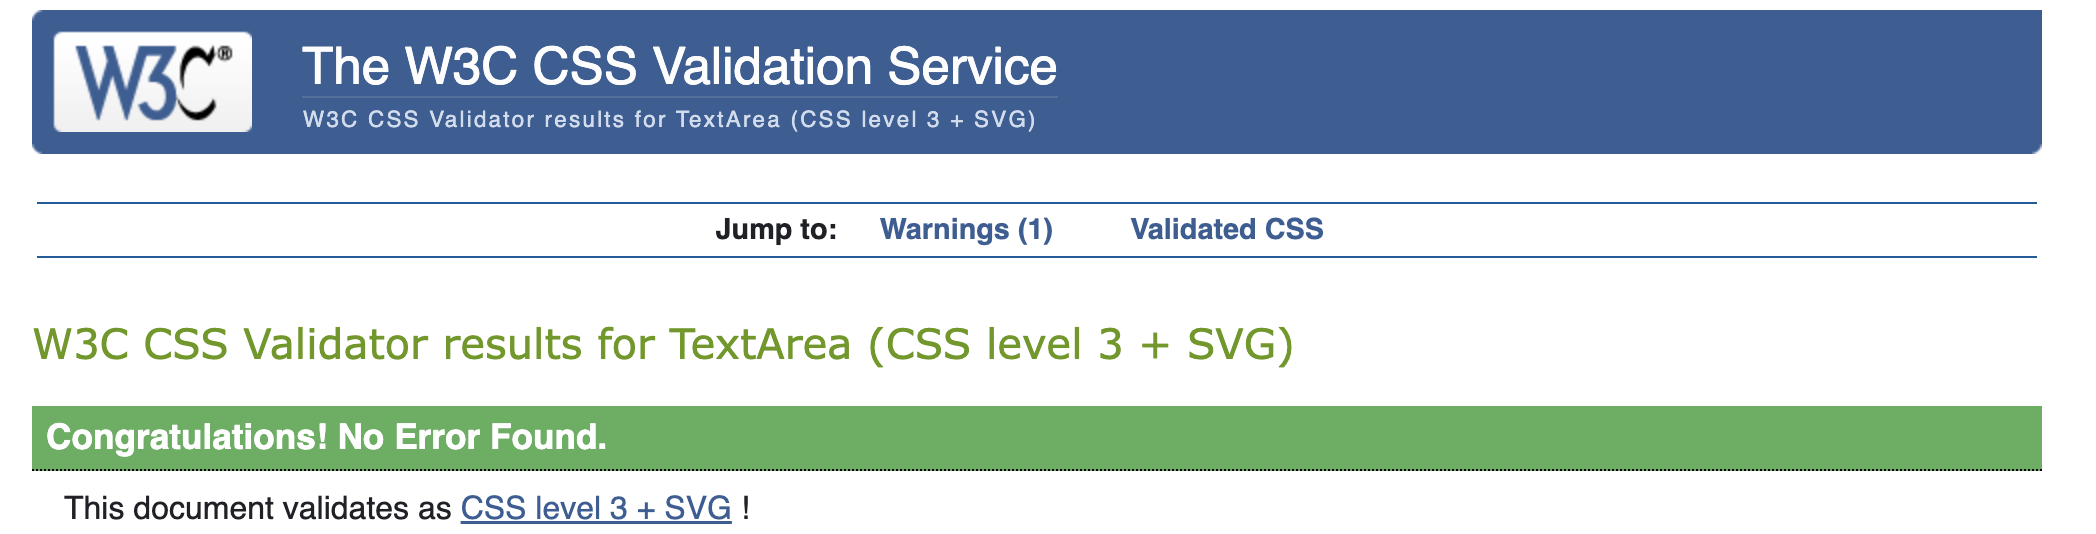 W3C®
The W3C CSS Validation Service
W3C CSS Validator results for TextArea (CSS level 3 + SVG)
Jump to: Warnings (1) Validated CSS
W3C CSS Validator results for TextArea (CSS level 3 + SVG)
Congratulations! No Error Found.
This document validates as CSS level 3 + SVG !